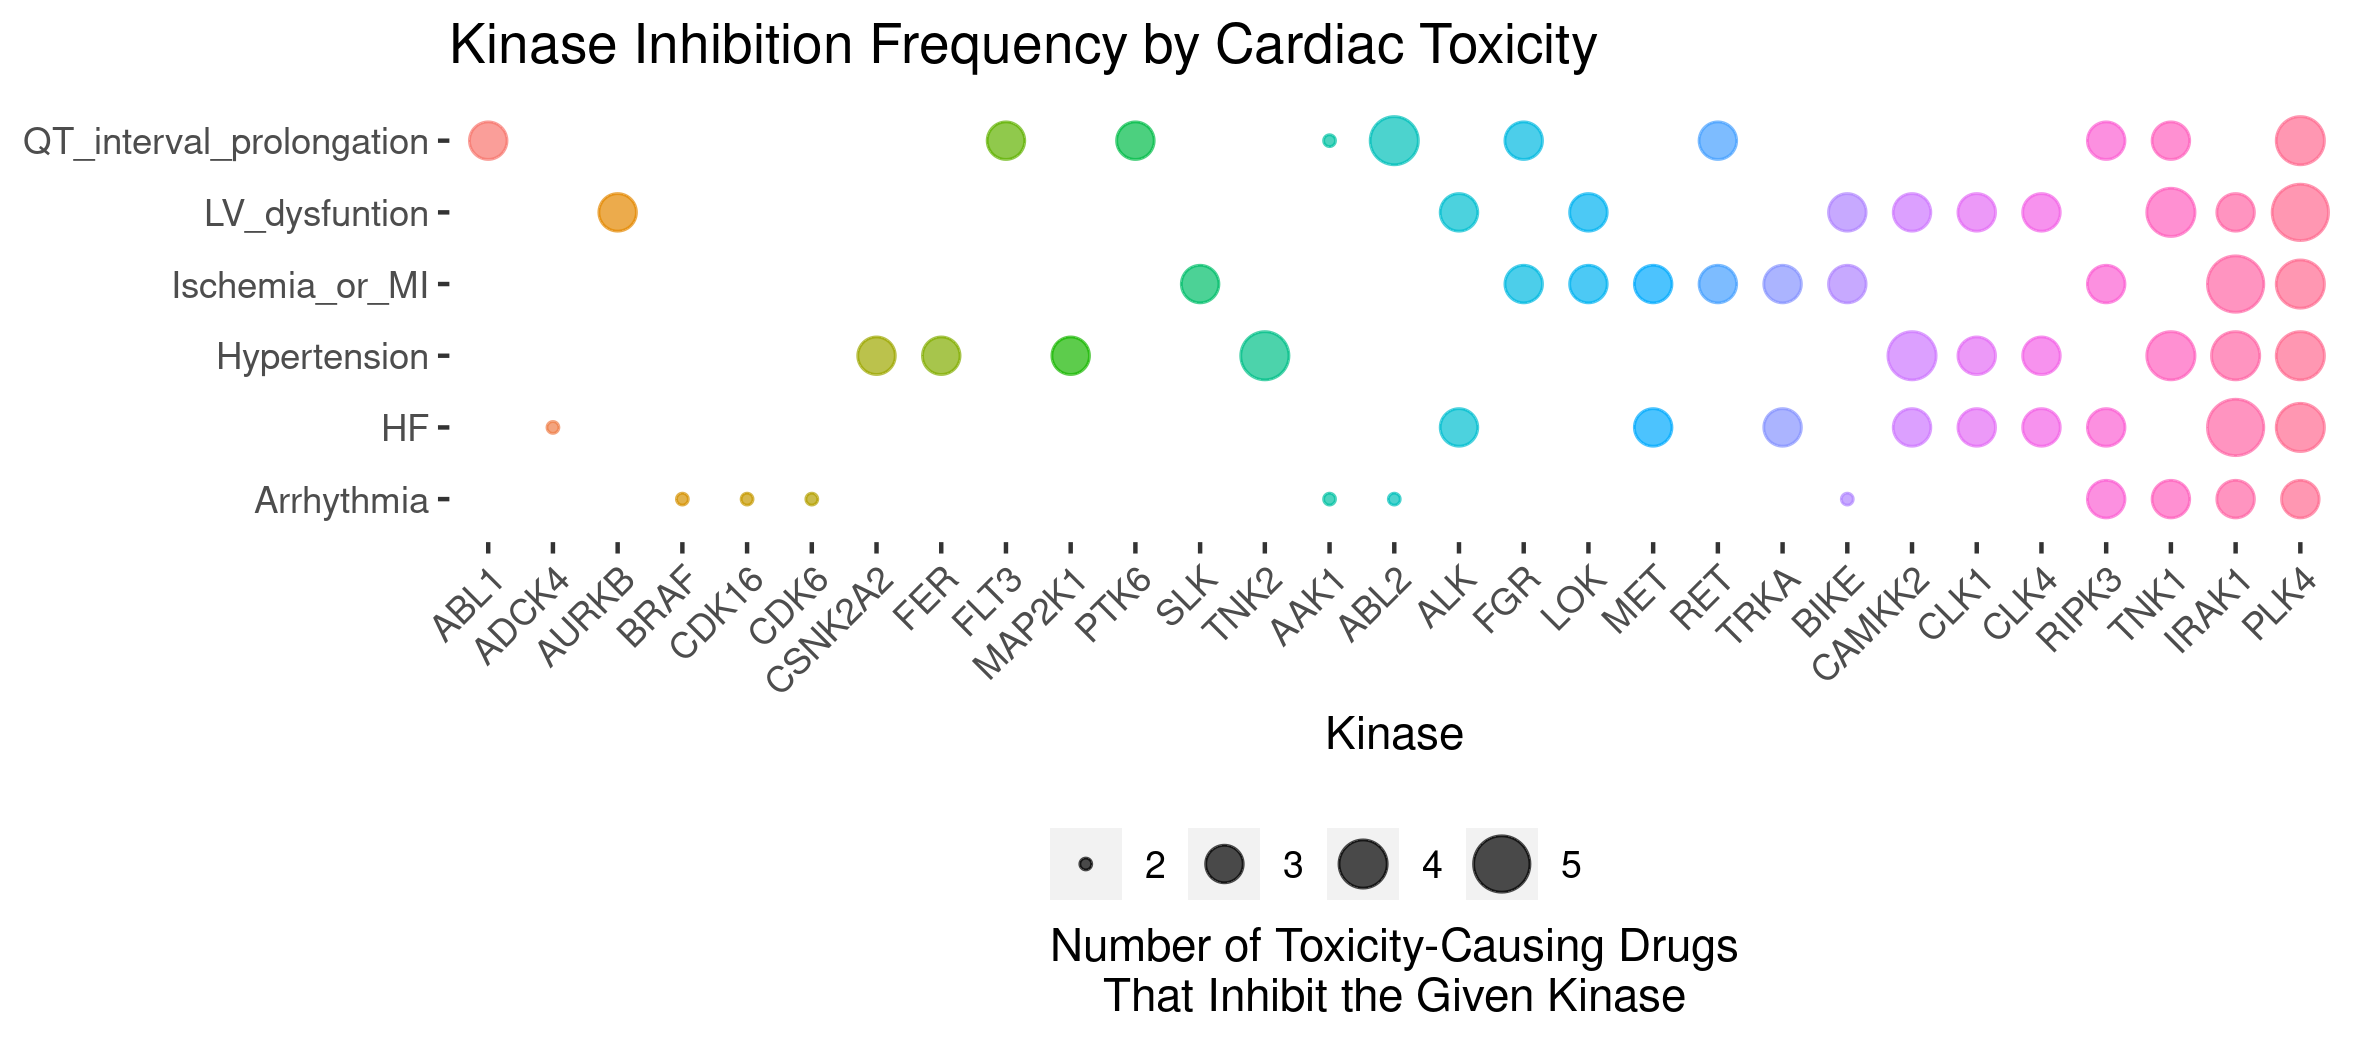 Kinase Inhibition Frequency by Cardiac Toxicity
QT_interval_prolongation
LV_dysfuntion
Ischemia_or_MI
Hypertension
HF
Arrhythmia
ABL1
ADCK4
AURKB
BRAF
CDK16
CDK6
CSNK2A2
FER
FLT3
MAP2K1
PTK6
SLK
TNK2
AAK1
ABL2
ALK
FGR
LOK
MET
RET
TRKA
BIKE
CAMKK2
CLK1
CLK4
RIPK3
TNK1
IRAK1
PLK4
Kinase
2 3 4 5
Number of Toxicity-Causing Drugs
That Inhibit the Given Kinase